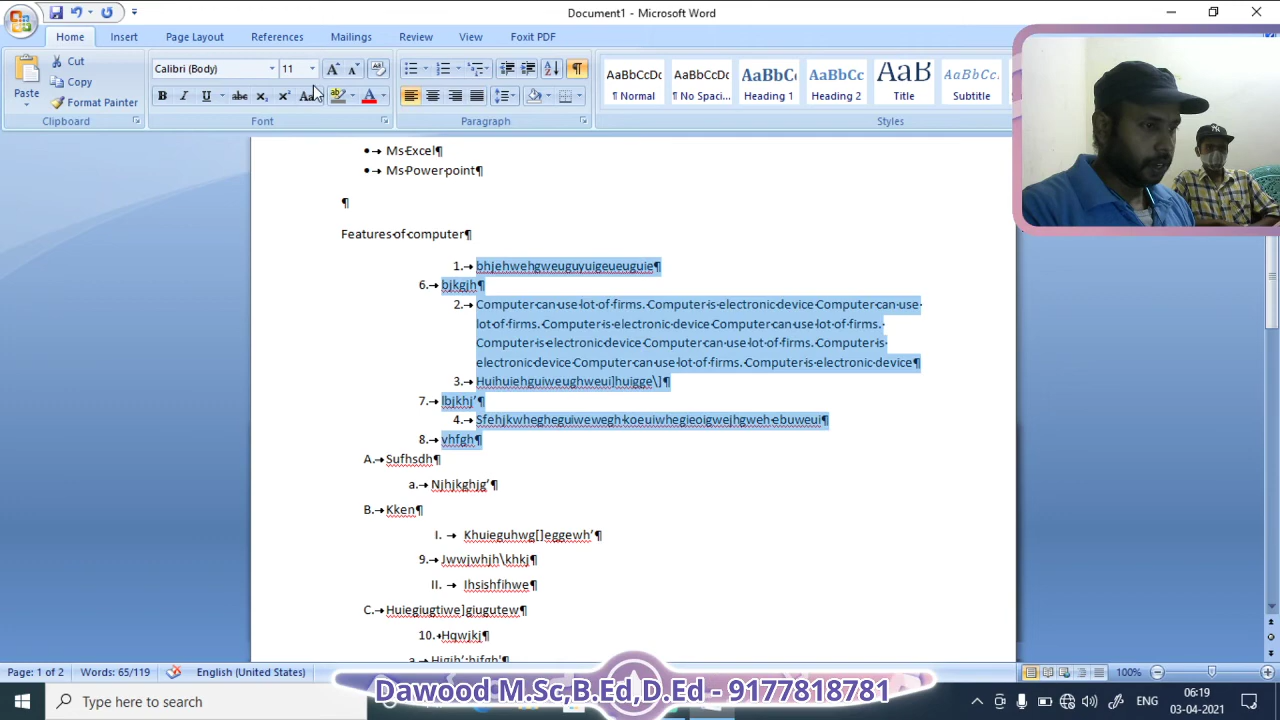 Document1 - Microsoft Word
Home Insert Page Layout References Mailings Review View Foxit PDF
Paste
Cut
Copy
Format Painter
Clipboard
Calibri (Body) 11
Font
Paragraph
AaBbCcDc AaBbCcDc AaBbCc AaBbCc AaB AaBbCc
¶ Normal ¶ No Spaci... Heading 1 Heading 2 Title Subtitle
Styles
Ms·Excel¶
Ms·Power·point¶
¶
Features·of·computer¶
1. bhjehwehgweuguyuigeueuguie¶
6. bjkgjh¶
2. Computer·can·use·lot·of·firms.·Computer·is·electronic·device·Computer·can·use·
lot·of·firms.·Computer·is·electronic·device·Computer·can·use·lot·of·firms.·
Computer·is·electronic·device·Computer·can·use·lot·of·firms.·Computer·is·
electronic·device·Computer·can·use·lot·of·firms.·Computer·is·electronic·device¶
3. Huihuiehguiweughweui]huigge\]¶
7. lbjkhj’¶
4. Sfehjkwhegheguiwewegh·koeuiwhegieoigwejhgweh·ebuweui¶
8. vhfgh¶
A. Sufhsdh¶
a. Njhjkghjg’¶
B. Kken¶
I. Khuieguhwg[]eggewh’¶
9. Jwwjwhjh\khkj¶
II. Ihsishfihwe¶
C. Huiegiugtiwe]giugutew¶
10. Hqwjkj¶
Page: 1 of 2 Words: 65/119 English (United States) 100%
Dawood M.Sc,B.Ed,D.Ed - 9177818781
Type here to search
ENG
06:19
03-04-2021